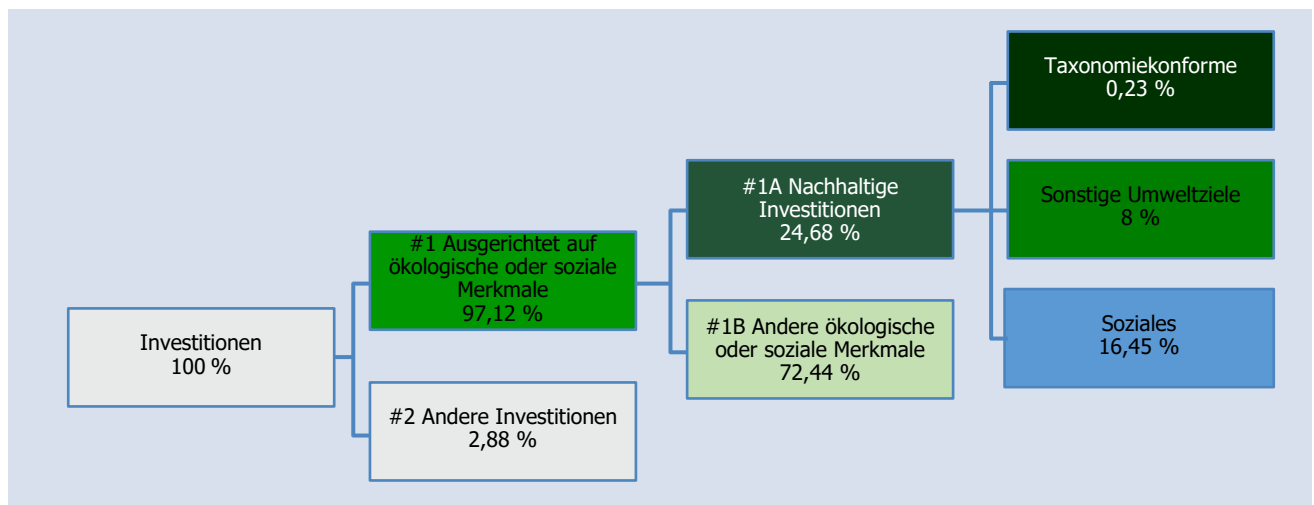 Investitionen
100 %
#1 Ausgerichtet auf
ökologische oder soziale
Merkmale
97,12 %
#2 Andere Investitionen
2,88 %
#1A Nachhaltige
Investitionen
24,68 %
#1B Andere ökologische
oder soziale Merkmale
72,44 %
Taxonomiekonforme
0,23 %
Sonstige Umweltziele
8 %
Soziales
16,45 %